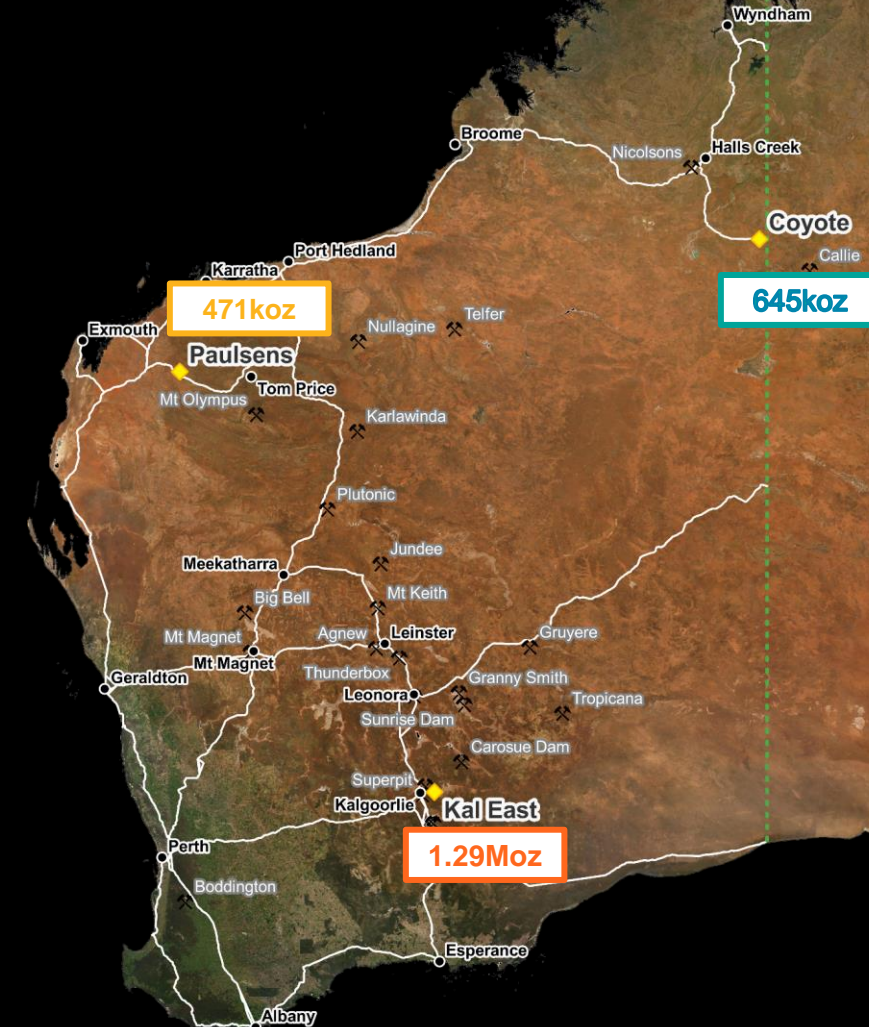 Wyndham
Broome
Nicolsons
Halls Creek
Coyote
Callie
Port Hedland
Karratha
645koz
471koz
Nullagine
Telfer
Exmouth
Paulsens
Tom Price
Mt Olympus
Karlawinda
Plutonic
Jundee
Meekatharra
Big Bell
Mt Keith
Mt Magnet
Agnew
Leinster
Gruyere
Mt Magnet
Thunderbox
Geraldton
Granny Smith
Leonora
Tropicana
Sunrise Dam
Carosue Dam
Superpit
Kalgoorlie
Kal East
Perth
1.29Moz
Boddington
Esperance
Albany